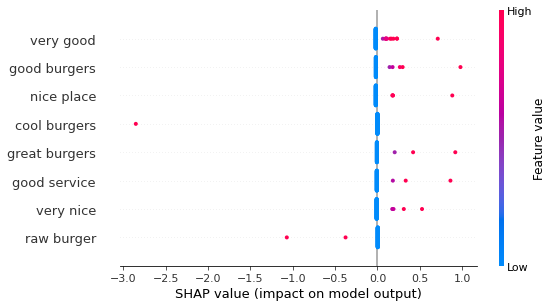 High
very good
good burgers
nice place
cool burgers
great burgers
good service
very nice
raw burger
Feature value
Low
−3.0 −2.5 −2.0 −1.5 −1.0 −0.5 0.0 0.5 1.0
SHAP value (impact on model output)